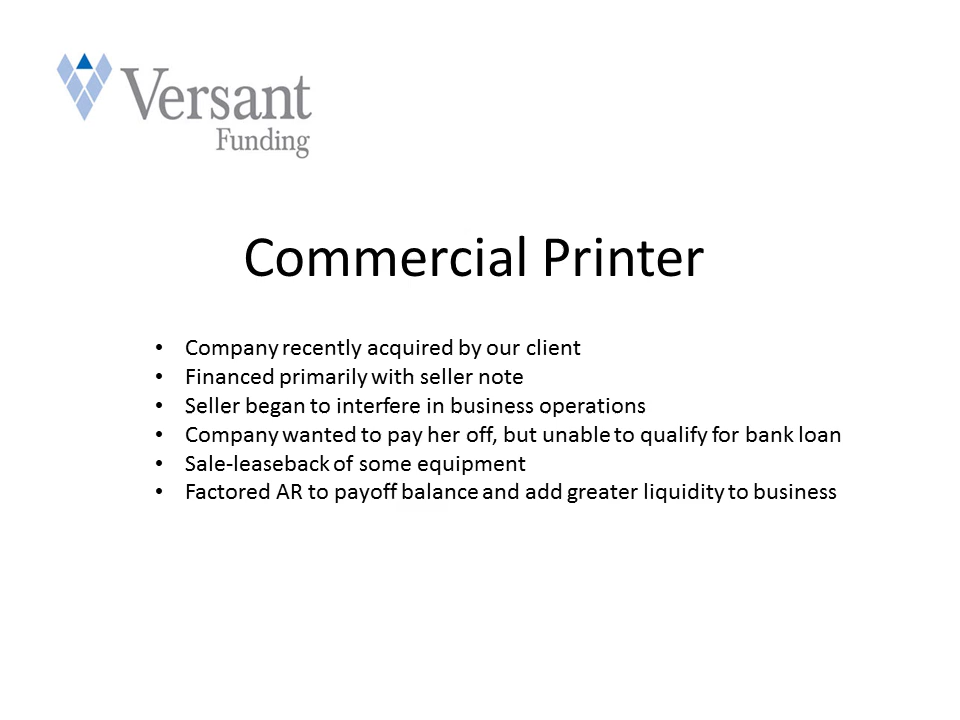 Versant
Funding
Commercial Printer
• Company recently acquired by our client
• Financed primarily with seller note
• Seller began to interfere in business operations
• Company wanted to pay her off, but unable to qualify for bank loan
• Sale-leaseback of some equipment
• Factored AR to payoff balance and add greater liquidity to business